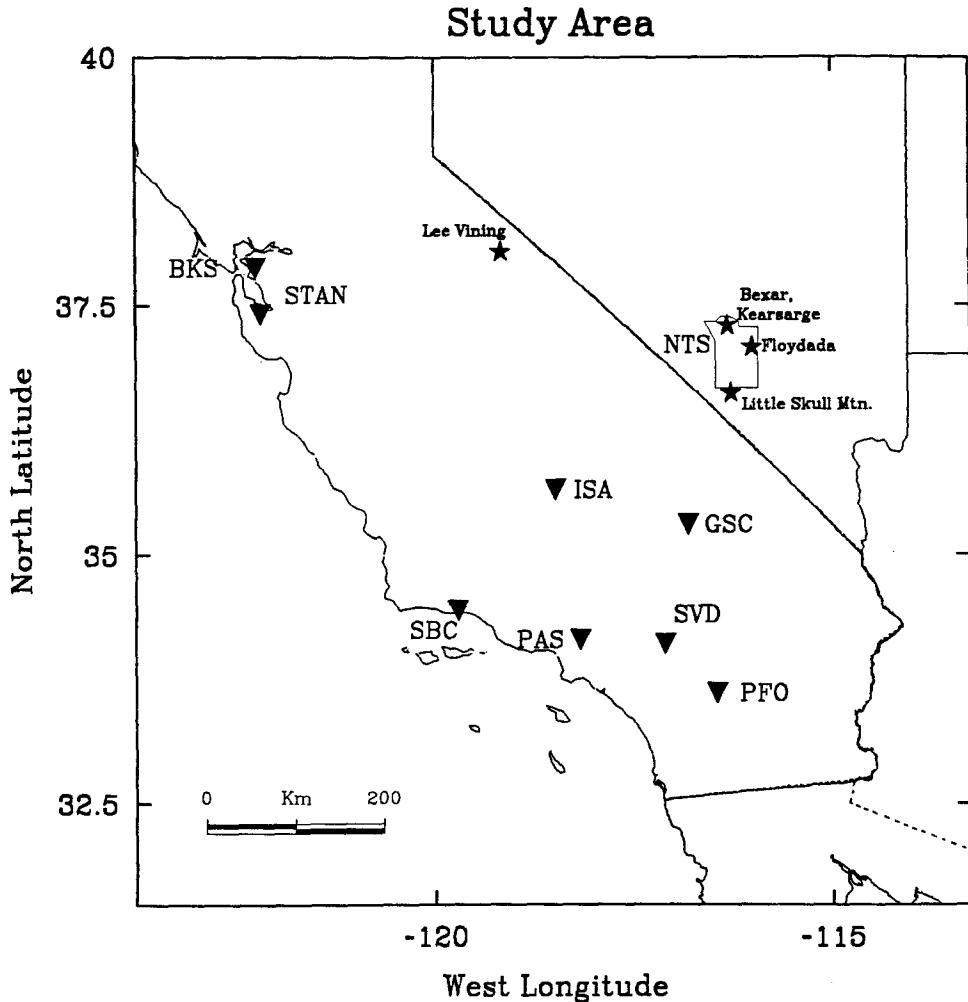 Study Area
40
Lee Vining
BKS
STAN
37.5
Bexar,
Kearsarge
NTS
Floydada
Little Skull Mtn.
North Latitude
ISA
GSC
35
SVD
SBC
PAS
PFO
0 Km 200
32.5
-120
-115
West Longitude